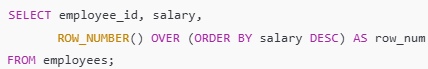 SELECT employee_id, salary,
       ROW_NUMBER() OVER (ORDER BY salary DESC) AS row_num
FROM employees;